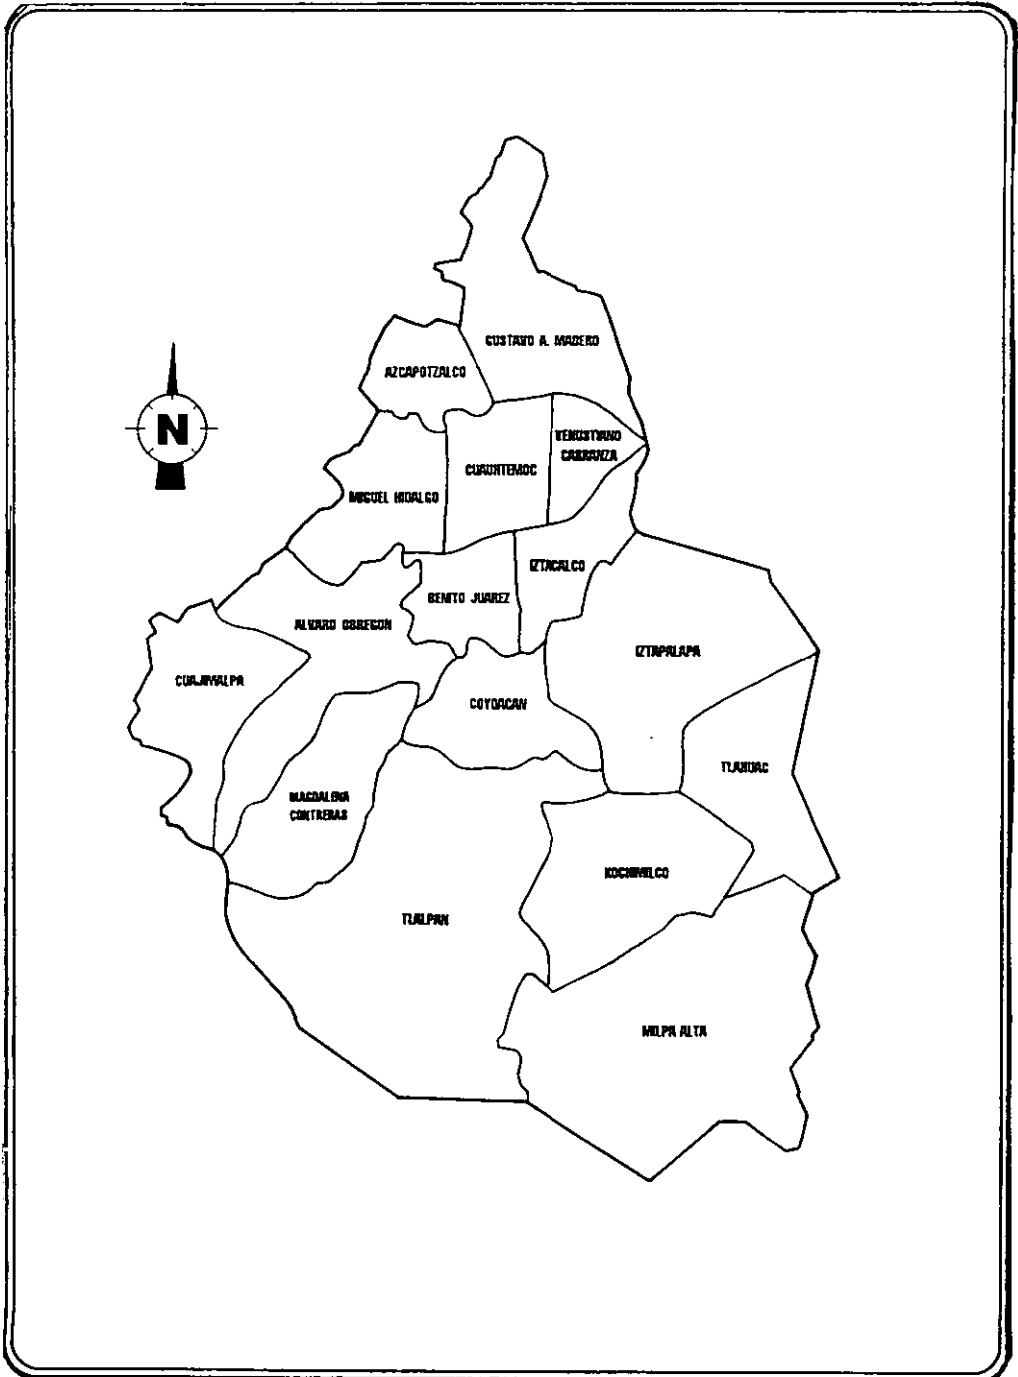 GUSTAVO A. MADERO
AZCAPOTZALCO
N
VENUSTIANO
CARRANZA
CUAUHTEMOC
MIGUEL HIDALGO
IZTACALCO
BENITO JUAREZ
ALVARO OBREGON
IZTAPALAPA
CUAJIMALPA
COYOACAN
TLAHUAC
MAGDALENA
CONTRERAS
XOCHIMILCO
TLALPAN
MILPA ALTA